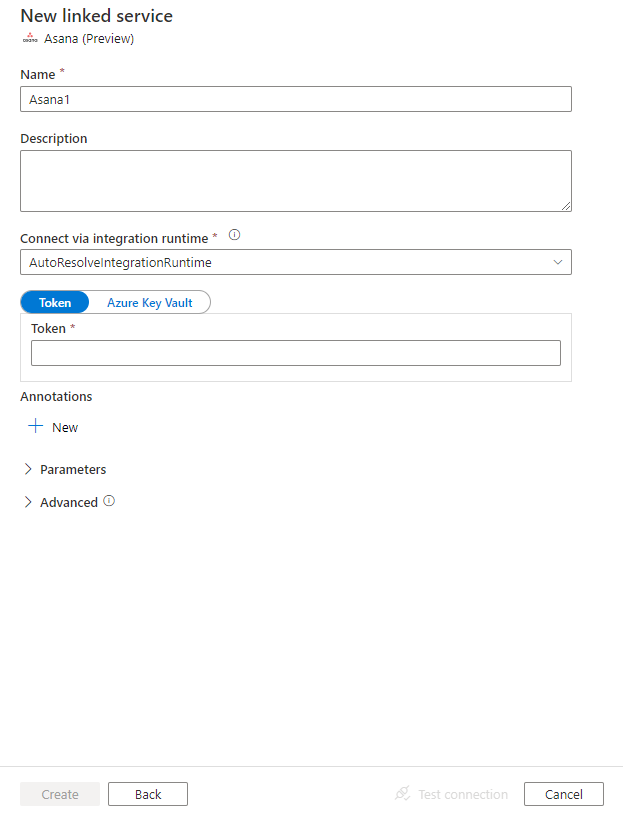 New linked service
asana Asana (Preview)
Name *
Asana1
Description
Connect via integration runtime *
AutoResolveIntegrationRuntime
Token Azure Key Vault
Token *
Annotations
New
Parameters
Advanced
Create Back Test connection Cancel